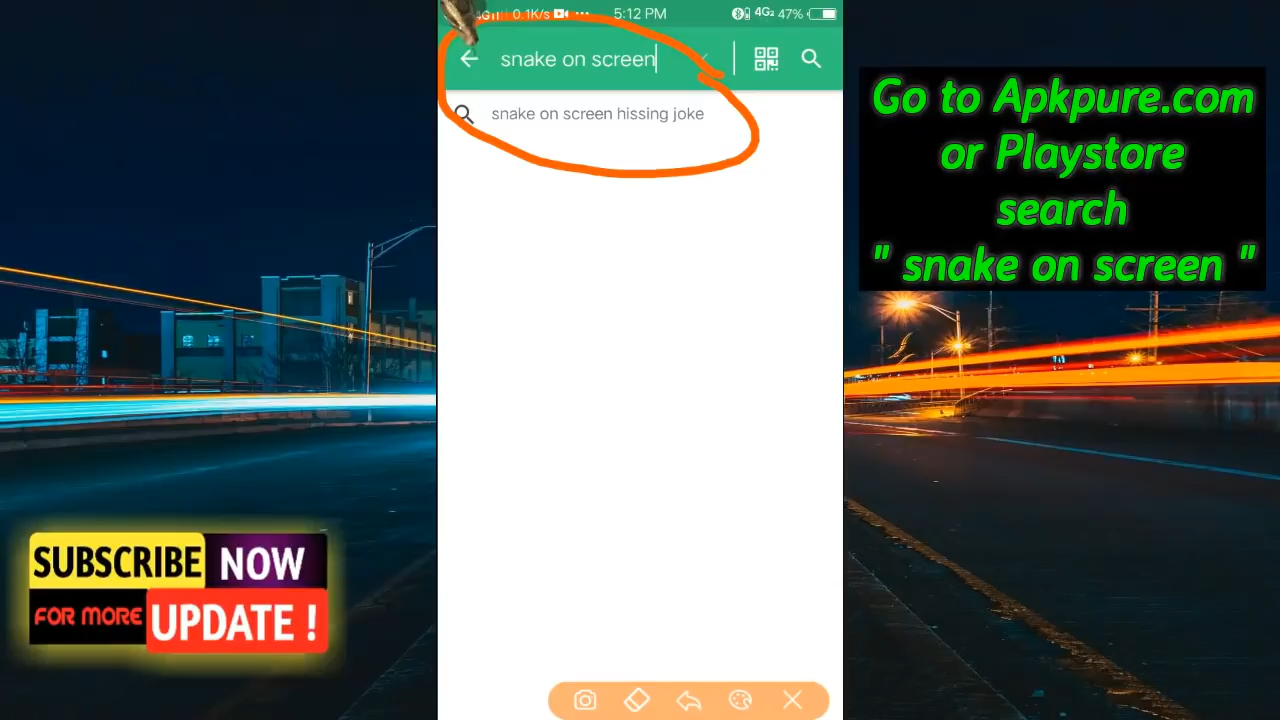 4G 0.1K/s ... 5:12 PM 4G2 47%
snake on screen
snake on screen hissing joke
Go to Apkpure.com
or Playstore
search
" snake on screen "
SUBSCRIBE NOW
FOR MORE UPDATE !